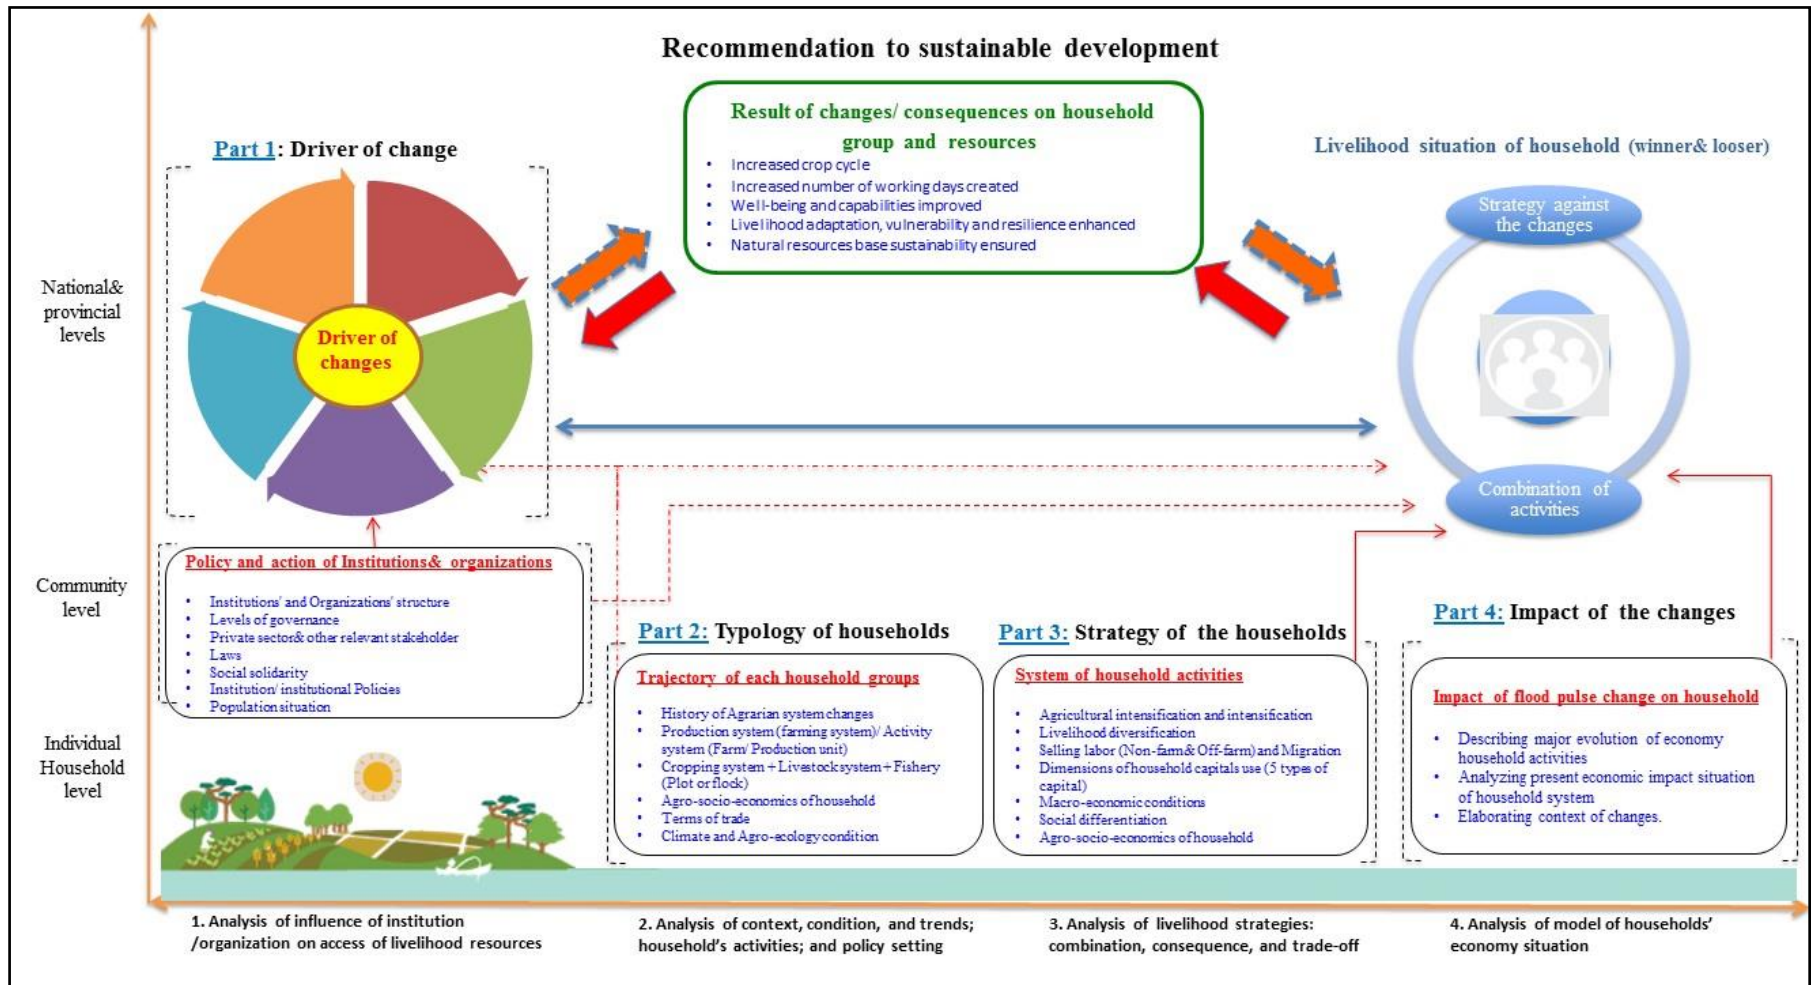 Recommendation to sustainable development
Result of changes/ consequences on household
group and resources
• Increased crop cycle
• Increased number of working days created
• Well-being and capabilities improved
• Livelihood adaptation, vulnerability and resilience enhanced
• Natural resources base sustainability ensured
Part 1: Driver of change
Driver of
changes
Livelihood situation of household (winner& looser)
Strategy against
the changes
Combination of
activities
National&
provincial
levels
Community
level
Individual
Household
level
Policy and action of Institutions& organizations
• Institutions' and Organizations' structure
• Levels of governance
• Private sector& other relevant stakeholder
• Laws
• Social solidarity
• Institution/ institutional Policies
• Population situation
Part 2: Typology of households
Trajectory of each household groups
• History of Agrarian system changes
• Production system (farming system)/ Activity
system (Farm/ Production unit)
• Cropping system + Livestock system + Fishery
(Plot or flock)
• Agro-socio-economics of household
• Terms of trade
• Climate and Agro-ecology condition
Part 3: Strategy of the households
System of household activities
• Agricultural intensification and intensification
• Livelihood diversification
• Selling labor (Non-farm& Off-farm) and Migration
• Dimensions of household capitals use (5 types of
capital)
• Macro-economic conditions
• Social differentiation
• Agro-socio-economics of household
Part 4: Impact of the changes
Impact of flood pulse change on household
• Describing major evolution of economy
household activities
• Analyzing present economic impact situation
of household system
• Elaborating context of changes.
1. Analysis of influence of institution
/organization on access of livelihood resources
2. Analysis of context, condition, and trends;
household's activities; and policy setting
3. Analysis of livelihood strategies:
combination, consequence, and trade-off
4. Analysis of model of households'
economy situation